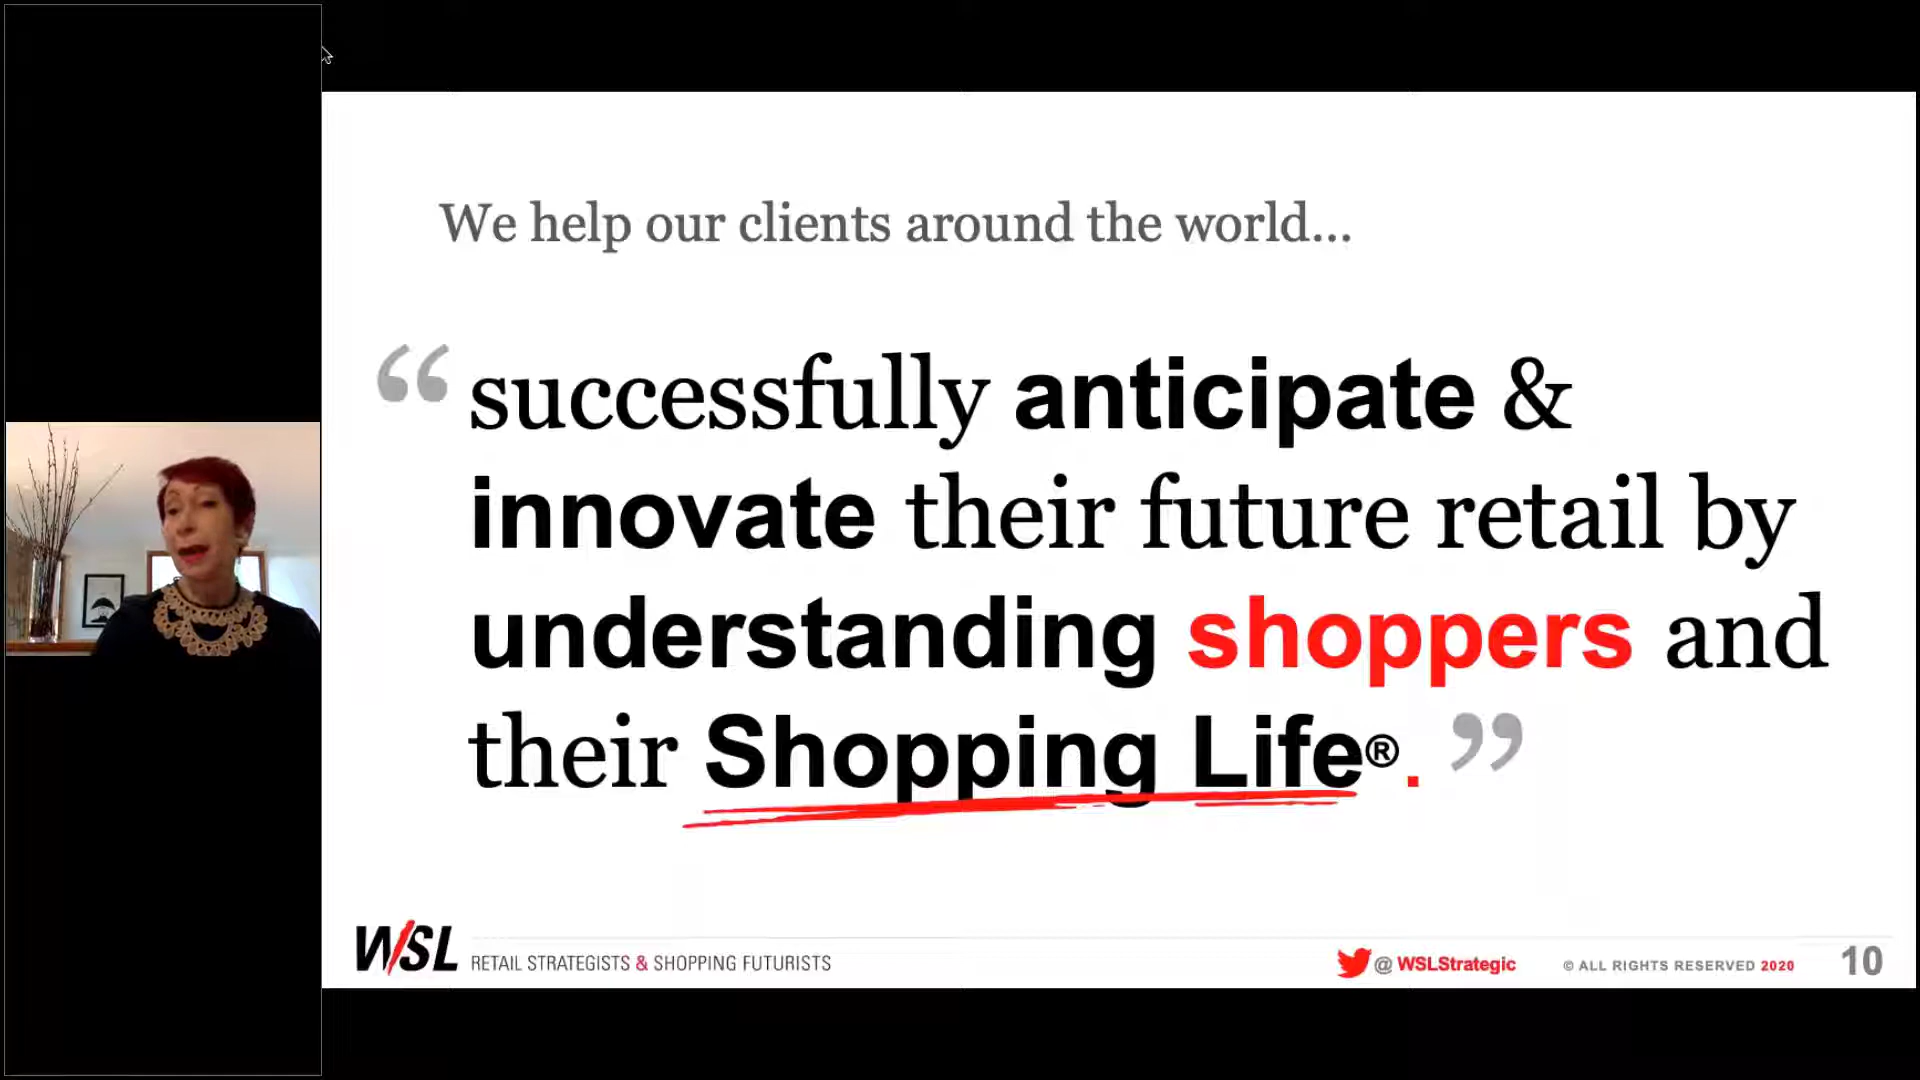 We help our clients around the world...
“ successfully anticipate &
innovate their future retail by
understanding shoppers and
their Shopping Life®. ”
WSL RETAIL STRATEGISTS & SHOPPING FUTURISTS
@ WSLStrategic
© ALL RIGHTS RESERVED 2020
10